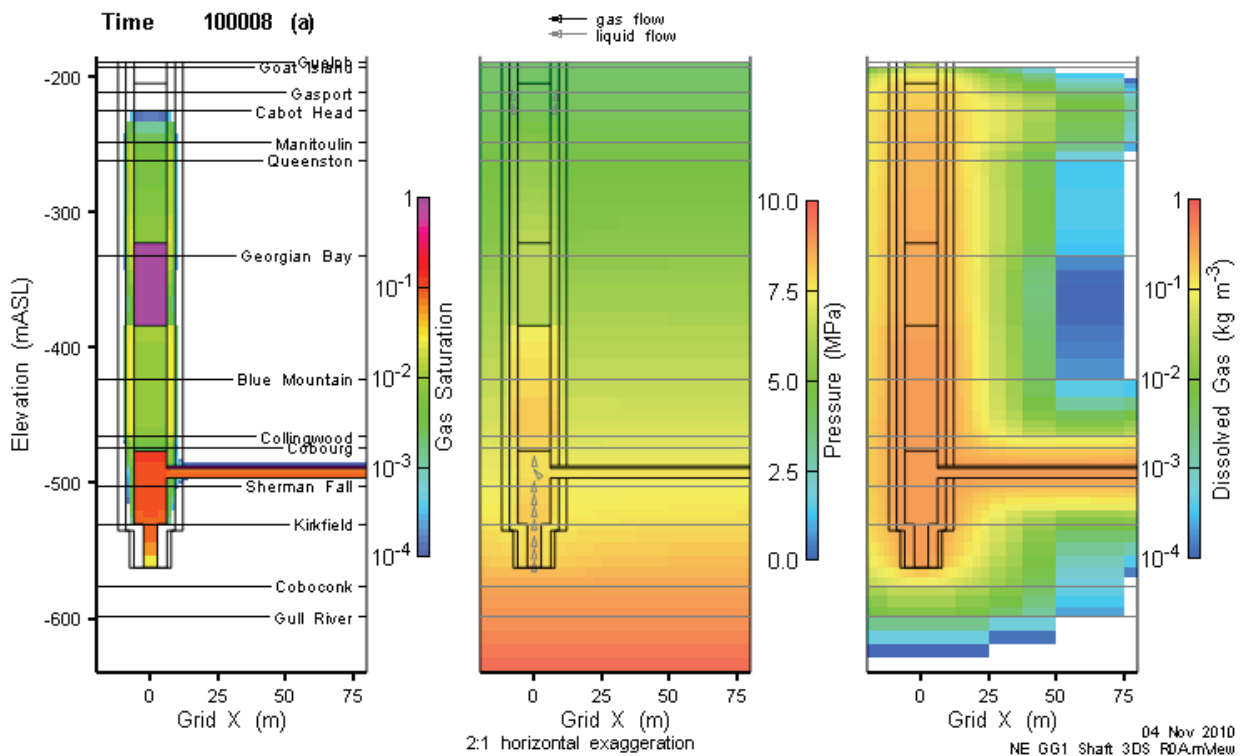 Time 100008 (a)
gas flow
liquid flow
Elevation (mASL)
-200
-300
-400
-500
-600
Guelph
Goat Island
Gasport
Cabot Head
Manitoulin
Queenston
Georgian Bay
Blue Mountain
Collingwood
Cobourg
Sherman Fall
Kirkfield
Coboconk
Gull River
0 25 50 75
Grid X (m)
1
10-1
10-2
10-3
10-4
Gas Saturation
0 25 50 75
Grid X (m)
2:1 horizontal exaggeration
10.0
7.5
5.0
2.5
0.0
Pressure (MPa)
0 25 50 75
Grid X (m)
1
10-1
10-2
10-3
10-4
Dissolved Gas (kg m-3)
04 Nov 2010
NE GG1 Shaft 3DS R0A.mView